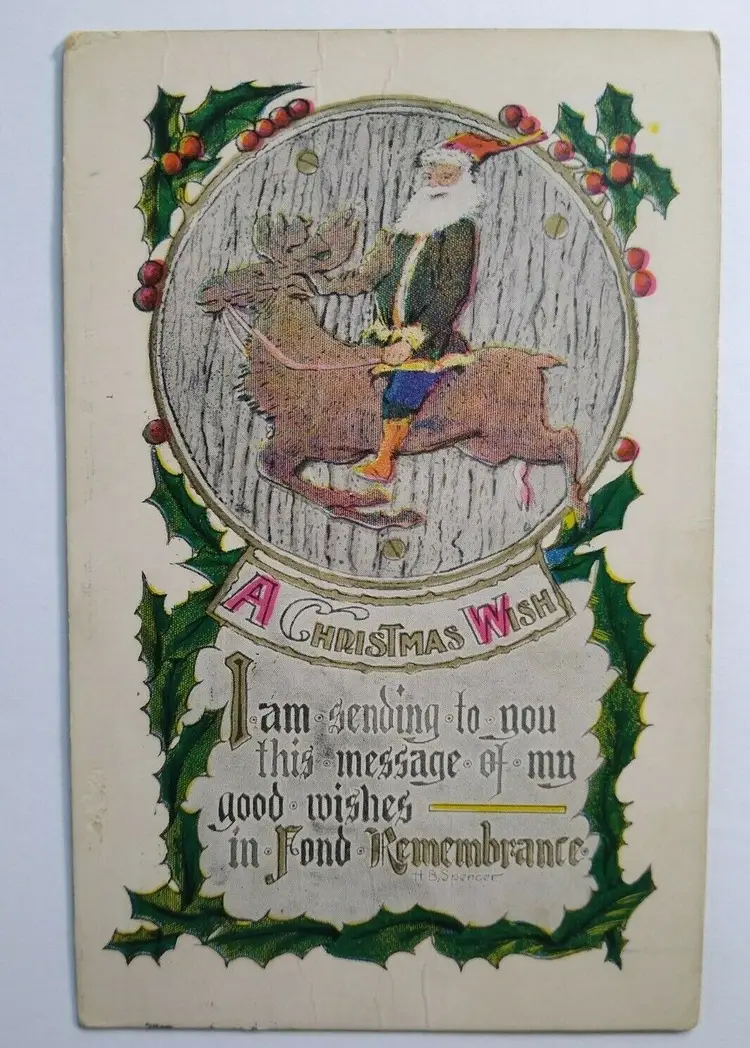 A CHRISTMAS WISH
I am sending to you
this message of my
good wishes
in Fond Remembrance
H.B. Spencer